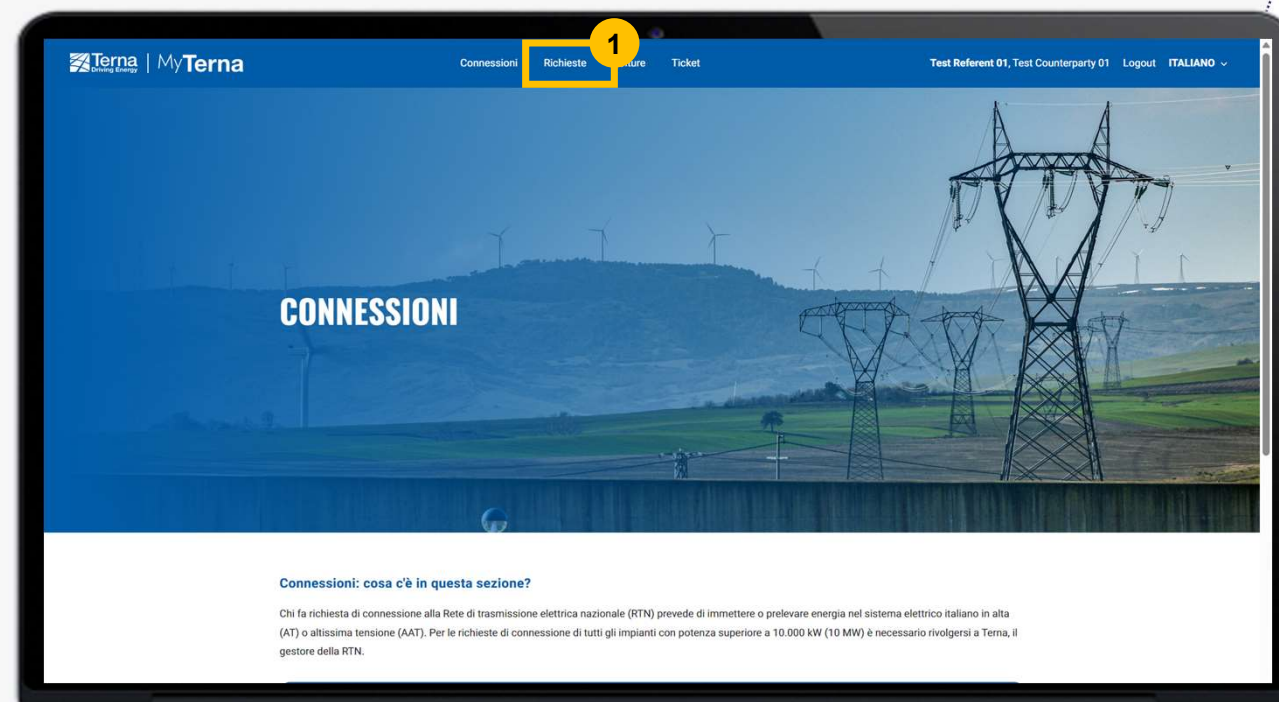 1
Terna
Driving Energy
MyTerna
Connessioni Richieste Ticket
Test Referent 01, Test Counterparty 01 Logout ITALIANO
CONNESSIONI
Connessioni: cosa c'è in questa sezione?
Chi fa richiesta di connessione alla Rete di trasmissione elettrica nazionale (RTN) prevede di immettere o prelevare energia nel sistema elettrico italiano in alta
(AT) o altissima tensione (AAT). Per le richieste di connessione di tutti gli impianti con potenza superiore a 10.000 kW (10 MW) è necessario rivolgersi a Terna, il
gestore della RTN.